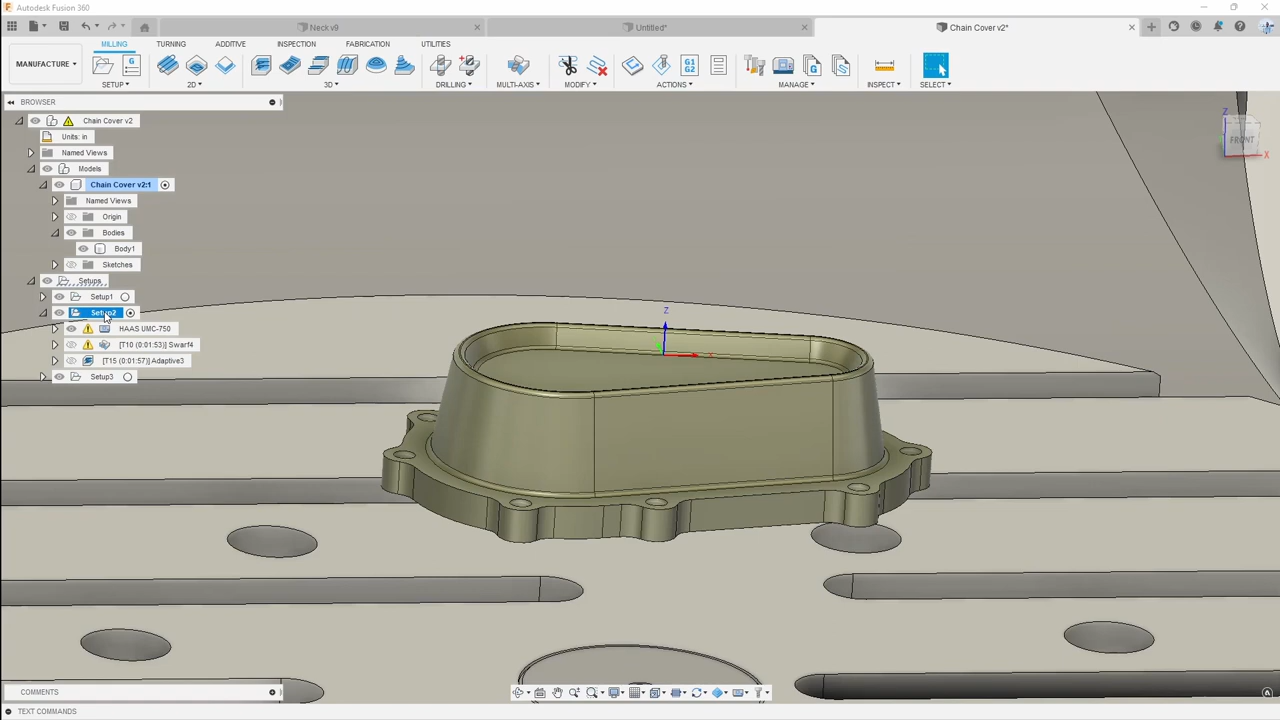 Autodesk Fusion 360
Neck v9
Untitled*
Chain Cover v2*
MILLING
TURNING
ADDITIVE
INSPECTION
FABRICATION
UTILITIES
MANUFACTURE
SETUP
2D
3D
DRILLING
MULTI-AXIS
MODIFY
G1
G2
ACTIONS
MANAGE
INSPECT
SELECT
BROWSER
Chain Cover v2
Units: in
Named Views
Models
Chain Cover v2:1
Named Views
Origin
Bodies
Body1
Sketches
Setups
Setup1
Setup2
HAAS UMC-750
[T10 (0:01:53)] Swarf4
[T15 (0:01:57)] Adaptive3
Setup3
Z
X
Z
FRONT
X
COMMENTS
TEXT COMMANDS